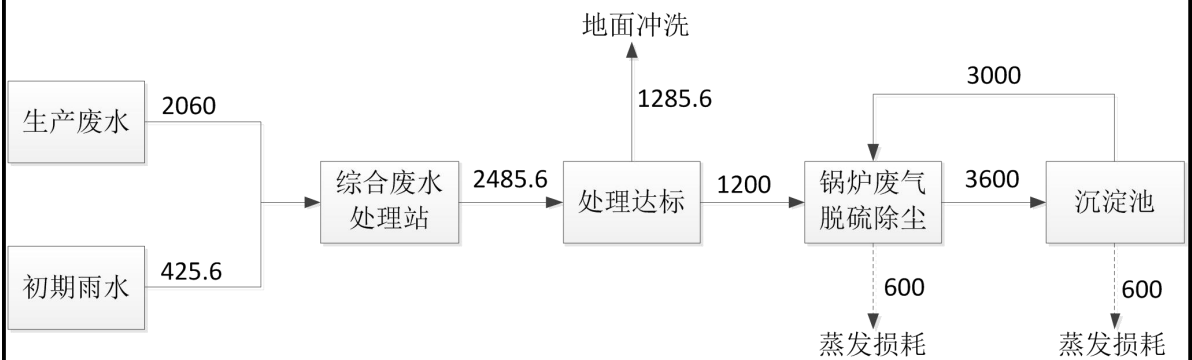 地面冲洗
3000
1285.6
2060
生产废水
综合废水
处理站
2485.6
处理达标
1200
锅炉废气
脱硫除尘
3600
沉淀池
425.6
初期雨水
600
600
蒸发损耗
蒸发损耗